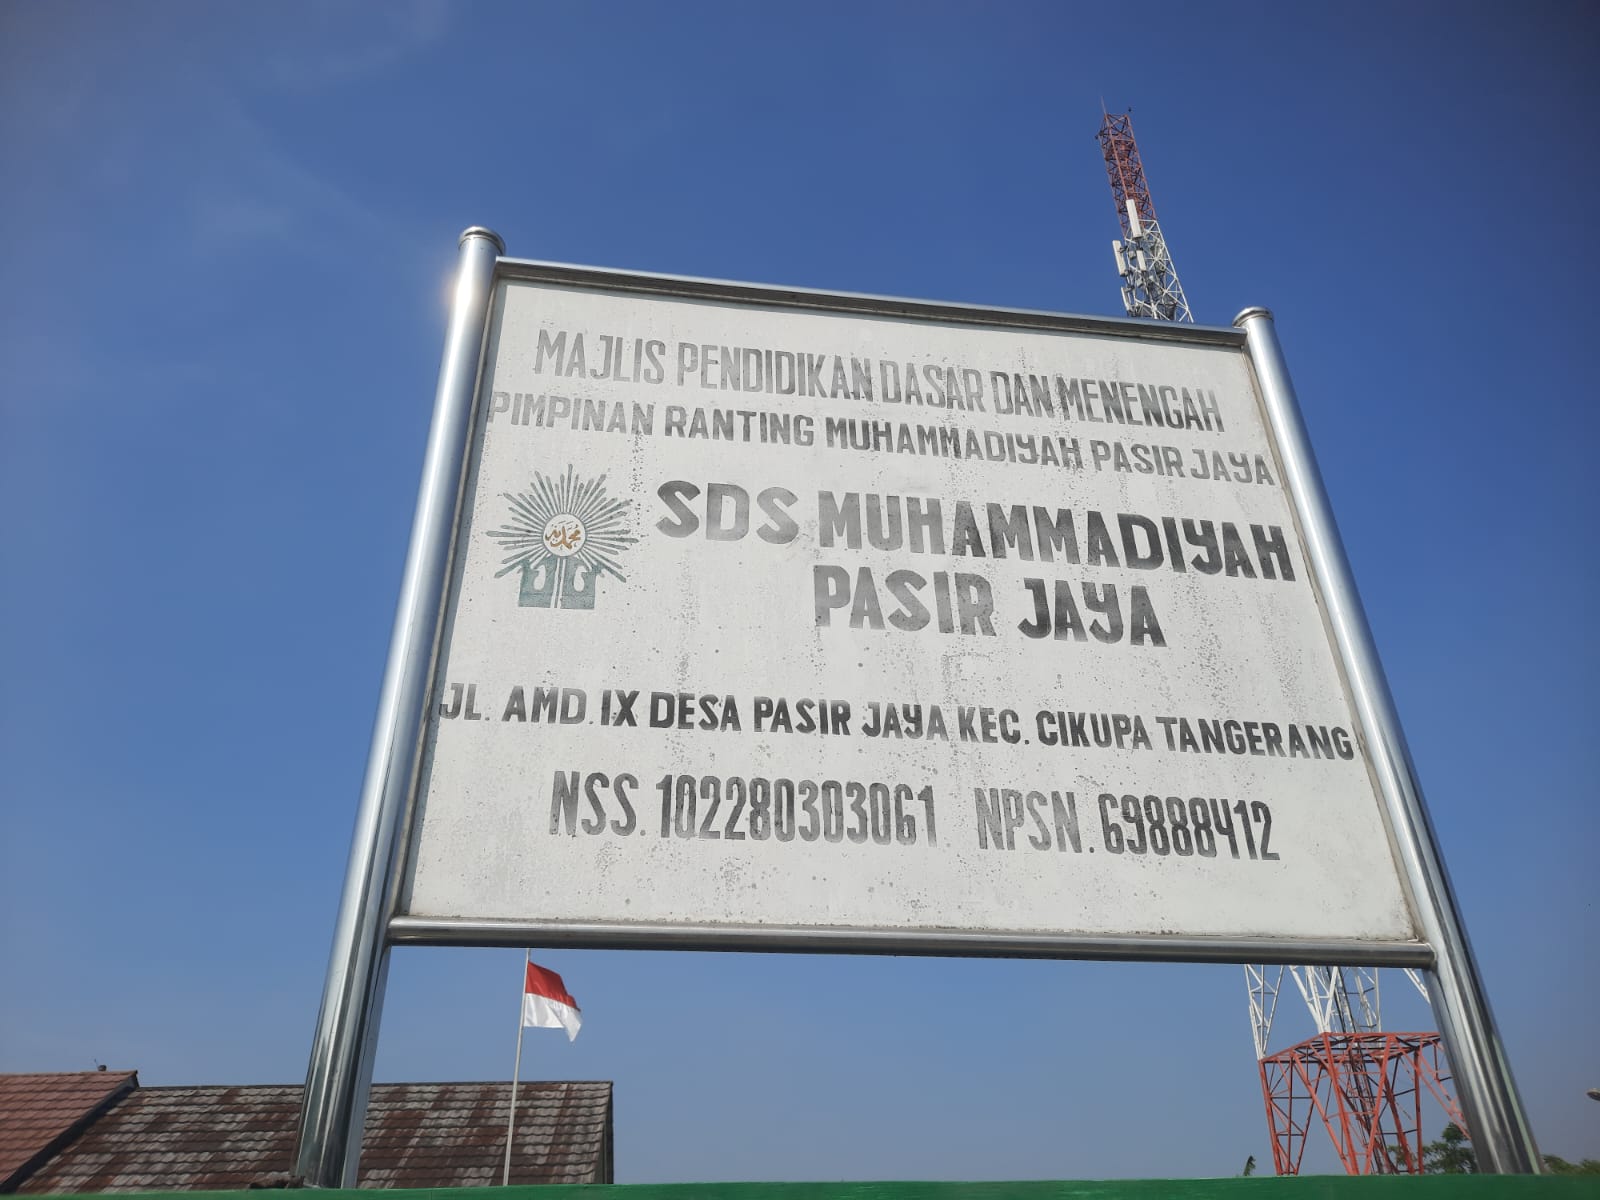 MAJLIS PENDIDIKAN DASAR DAN MENENGAH
PIMPINAN RANTING MUHAMMADIYAH PASIR JAYA
محمدية
SDS MUHAMMADIYAH
PASIR JAYA
JL. AMD. IX DESA PASIR JAYA KEC. CIKUPA TANGERANG
NSS. 102280303061 NPSN. 69888412